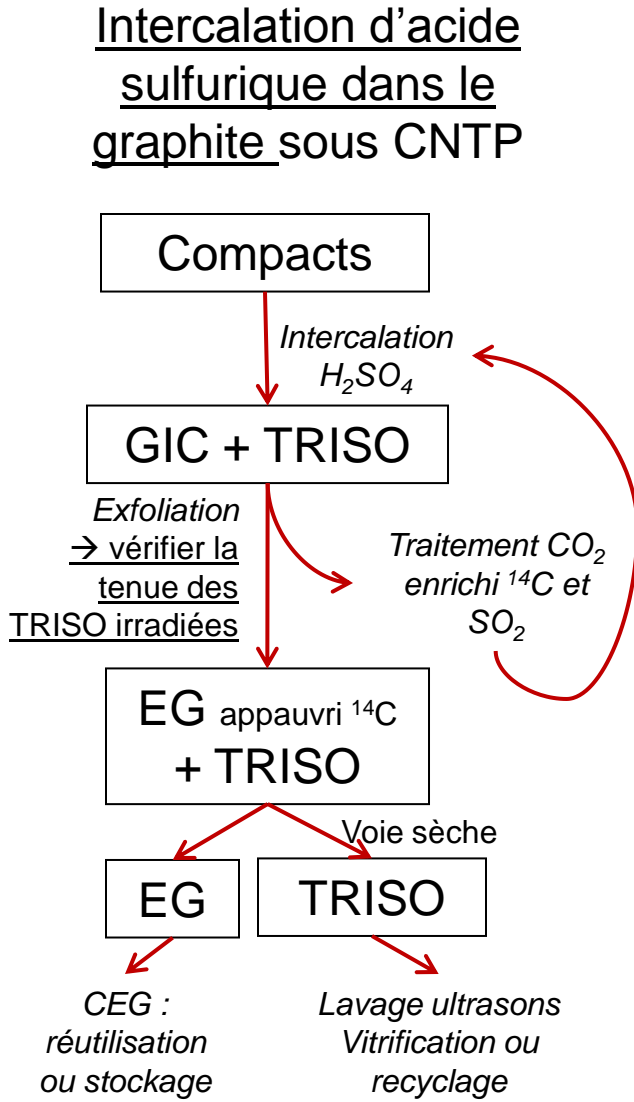 Intercalation d’acide
sulfurique dans le
graphite sous CNTP
Compacts
Intercalation
H₂SO₄
GIC + TRISO
Exfoliation
→ vérifier la
tenue des
TRISO irradiées
Traitement CO₂
enrichi ¹⁴C et
SO₂
EG appauvri ¹⁴C
+ TRISO
Voie sèche
EG
TRISO
CEG :
réutilisation
ou stockage
Lavage ultrasons
Vitrification ou
recyclage